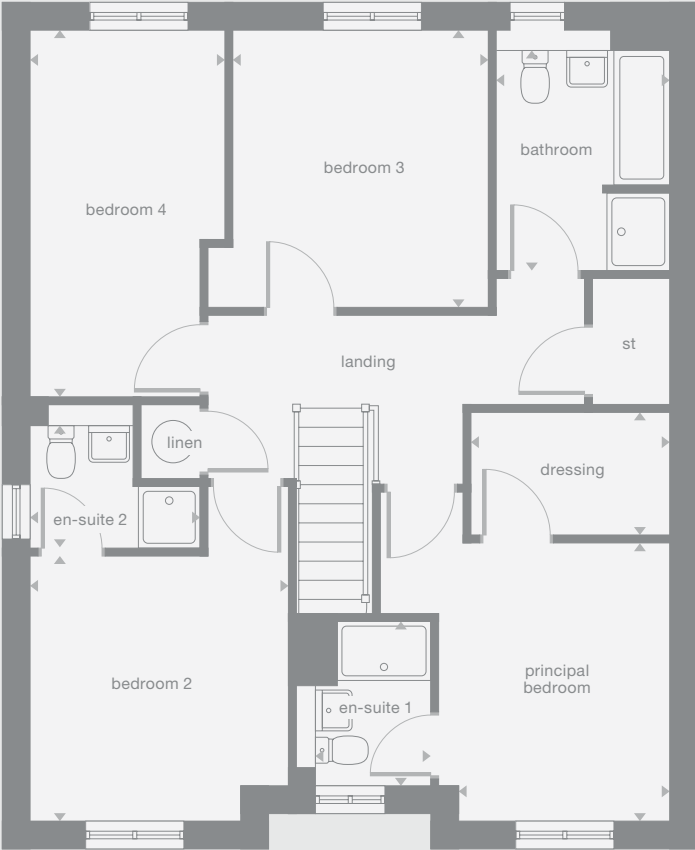 bathroom
bedroom 3
bedroom 4
landing
st
linen
dressing
en-suite 2
principal
bedroom
bedroom 2
en-suite 1